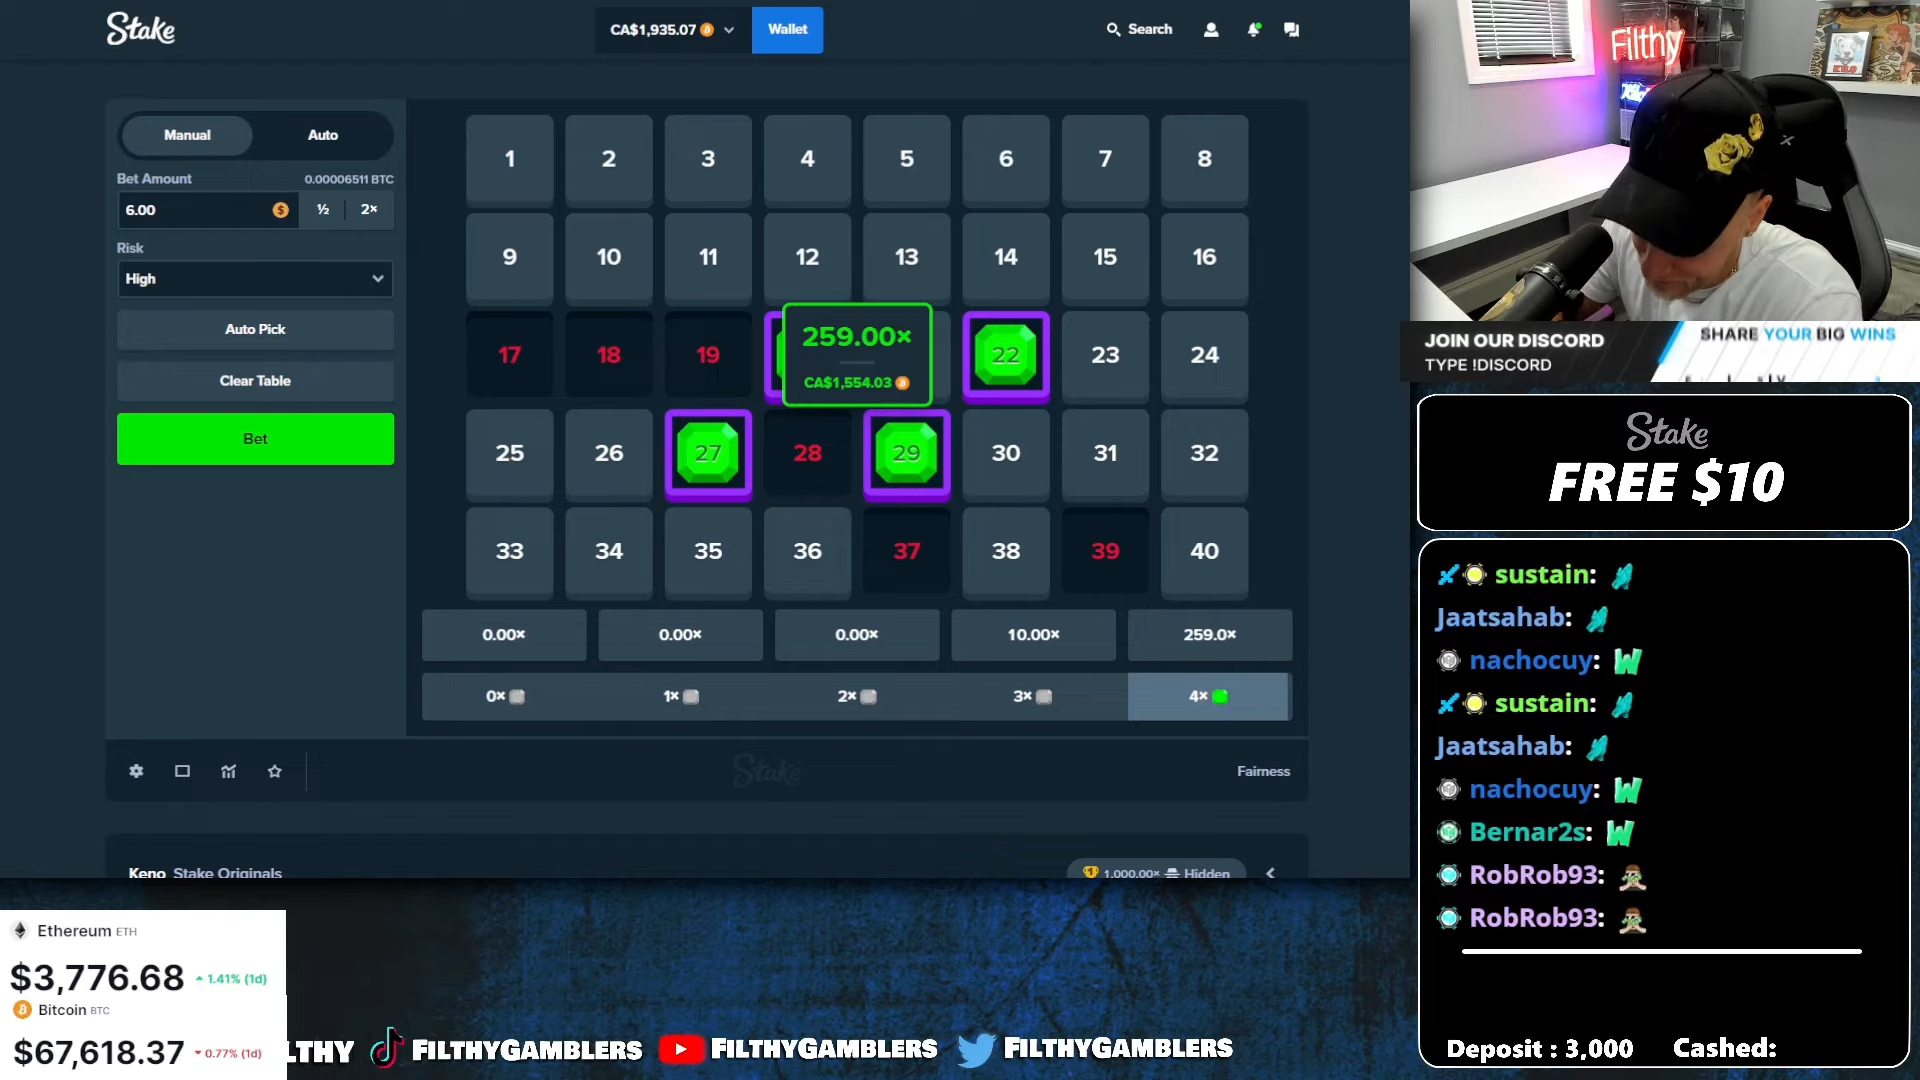 Stake
CA$1,935.07
Wallet
Search
Manual
Auto
Bet Amount
0.00006511 BTC
6.00
½
2×
Risk
High
Auto Pick
Clear Table
Bet
1 2 3 4 5 6 7 8
9 10 11 12 13 14 15 16
17 18 19 22 23 24
259.00×
CA$1,554.03
25 26 27 28 29 30 31 32
33 34 35 36 37 38 39 40
0.00× 0.00× 0.00× 10.00× 259.0×
0× 1× 2× 3× 4×
Stake
Fairness
Keno Stake Originals
1,000.00× Hidden
Filthy
JOIN OUR DISCORD
TYPE !DISCORD
SHARE YOUR BIG WINS
Stake
FREE $10
sustain:
Jaatsahab:
nachocuy: W
sustain:
Jaatsahab:
nachocuy: W
Bernar2s: W
RobRob93:
RobRob93:
Deposit : 3,000
Cashed:
Ethereum ETH
$3,776.68
1.41% (1d)
Bitcoin BTC
$67,618.37
0.77% (1d)
LTHY
FILTHYGAMBLERS
FILTHYGAMBLERS
FILTHYGAMBLERS